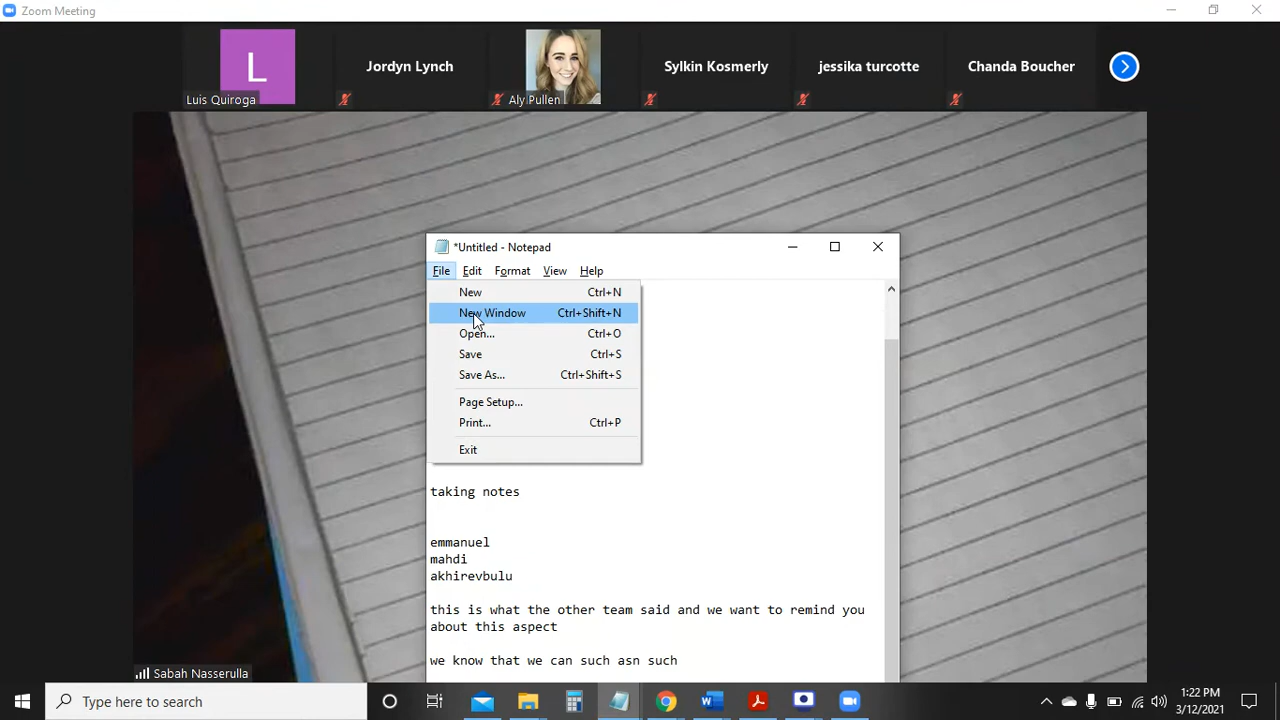 Zoom Meeting
L
Luis Quiroga
Jordyn Lynch
Aly Pullen
Sylkin Kosmerly
jessika turcotte
Chanda Boucher
*Untitled - Notepad
File Edit Format View Help
New Ctrl+N
New Window Ctrl+Shift+N
Open... Ctrl+O
Save Ctrl+S
Save As... Ctrl+Shift+S
Page Setup...
Print... Ctrl+P
Exit
taking notes
emmanuel
mahdi
akhirevbulu
this is what the other team said and we want to remind you
about this aspect
we know that we can such asn such
Sabah Nasserulla
Type here to search
1:22 PM
3/12/2021